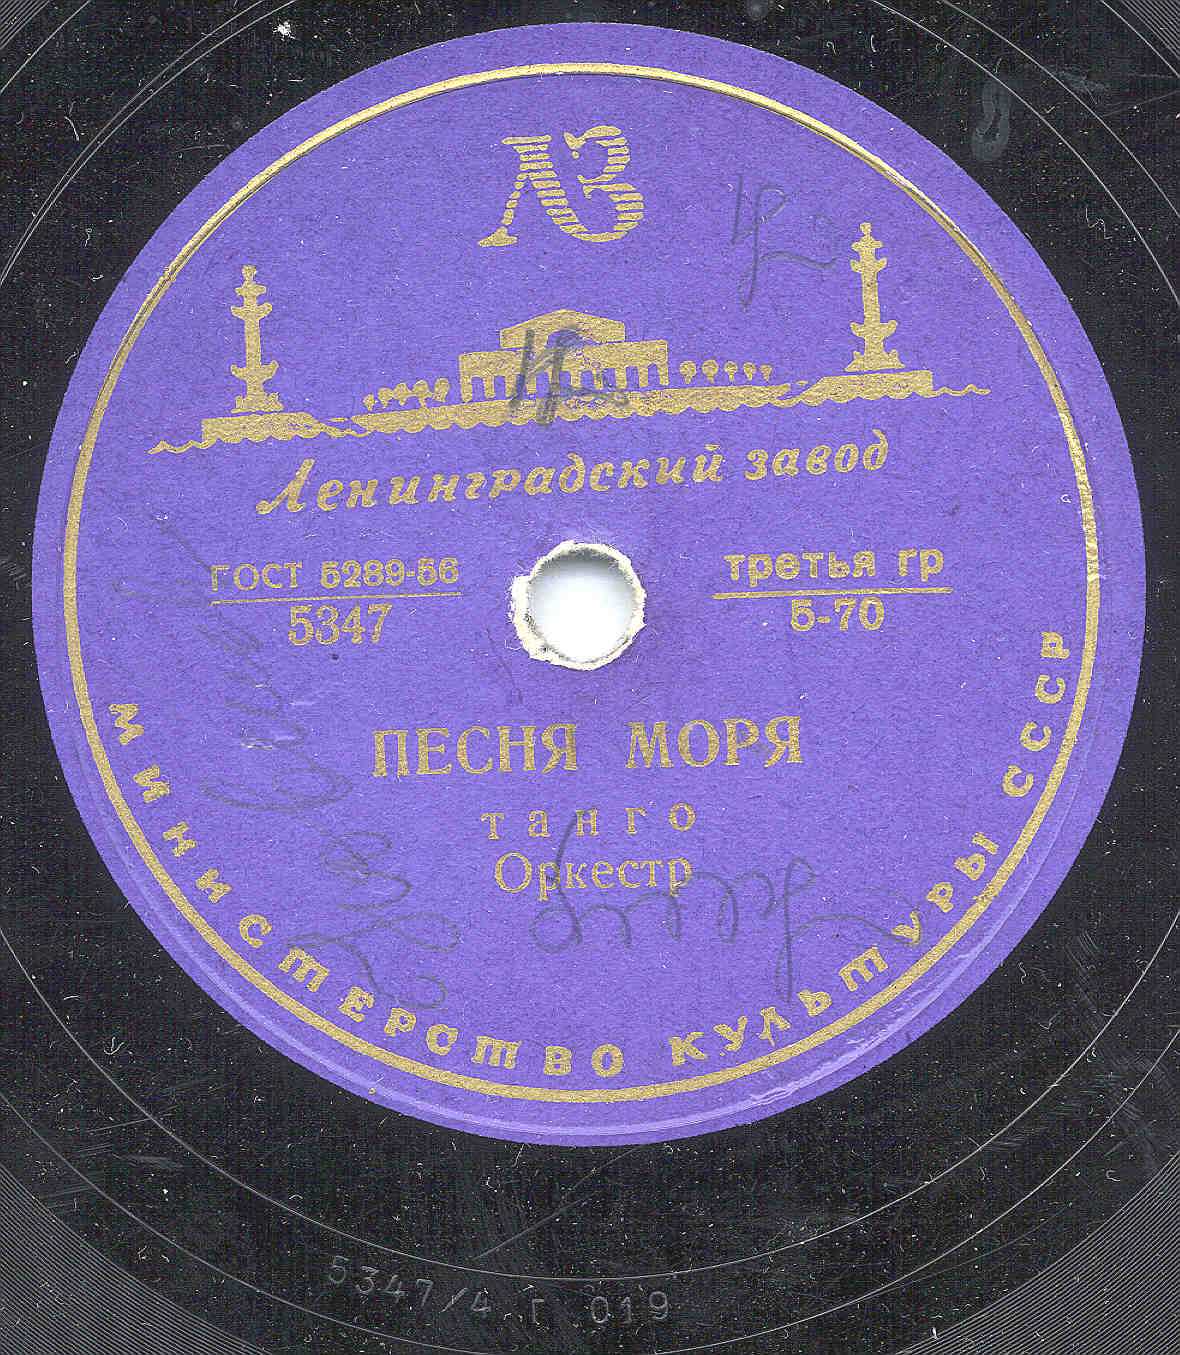 ЛЗ
Ленинградский завод
ГОСТ 5289-56
5347
третья гр
5-70
ПЕСНЯ МОРЯ
танго
Оркестр
МИНИСТЕРСТВО КУЛЬТУРЫ СССР
5347/4 Г 019